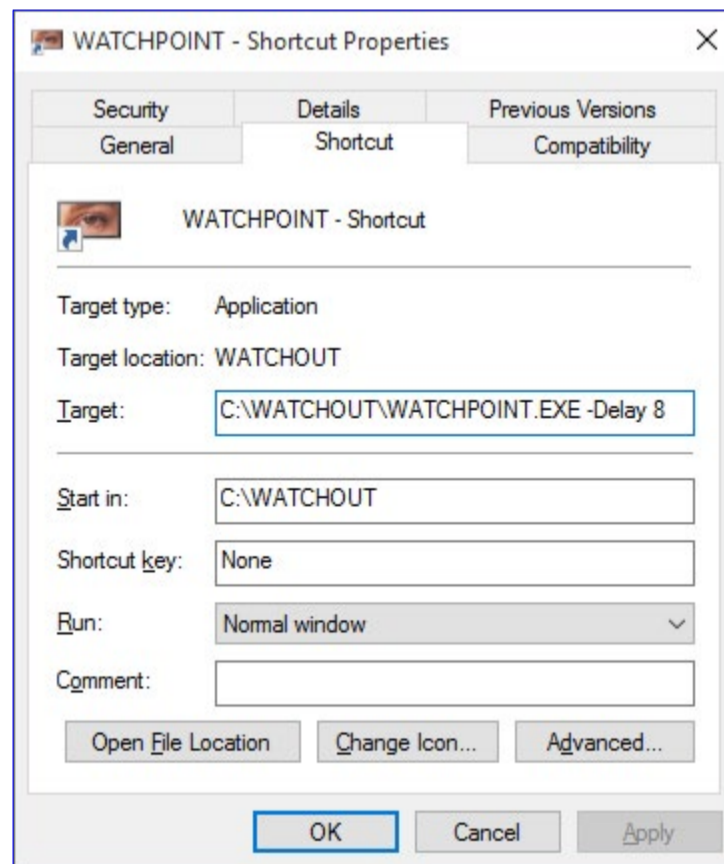 WATCHPOINT - Shortcut Properties
Security Details Previous Versions
General Shortcut Compatibility
WATCHPOINT - Shortcut
Target type: Application
Target location: WATCHOUT
Target: C:\WATCHOUT\WATCHPOINT.EXE -Delay 8
Start in: C:\WATCHOUT
Shortcut key: None
Run: Normal window
Comment:
Open File Location Change Icon... Advanced...
OK Cancel Apply